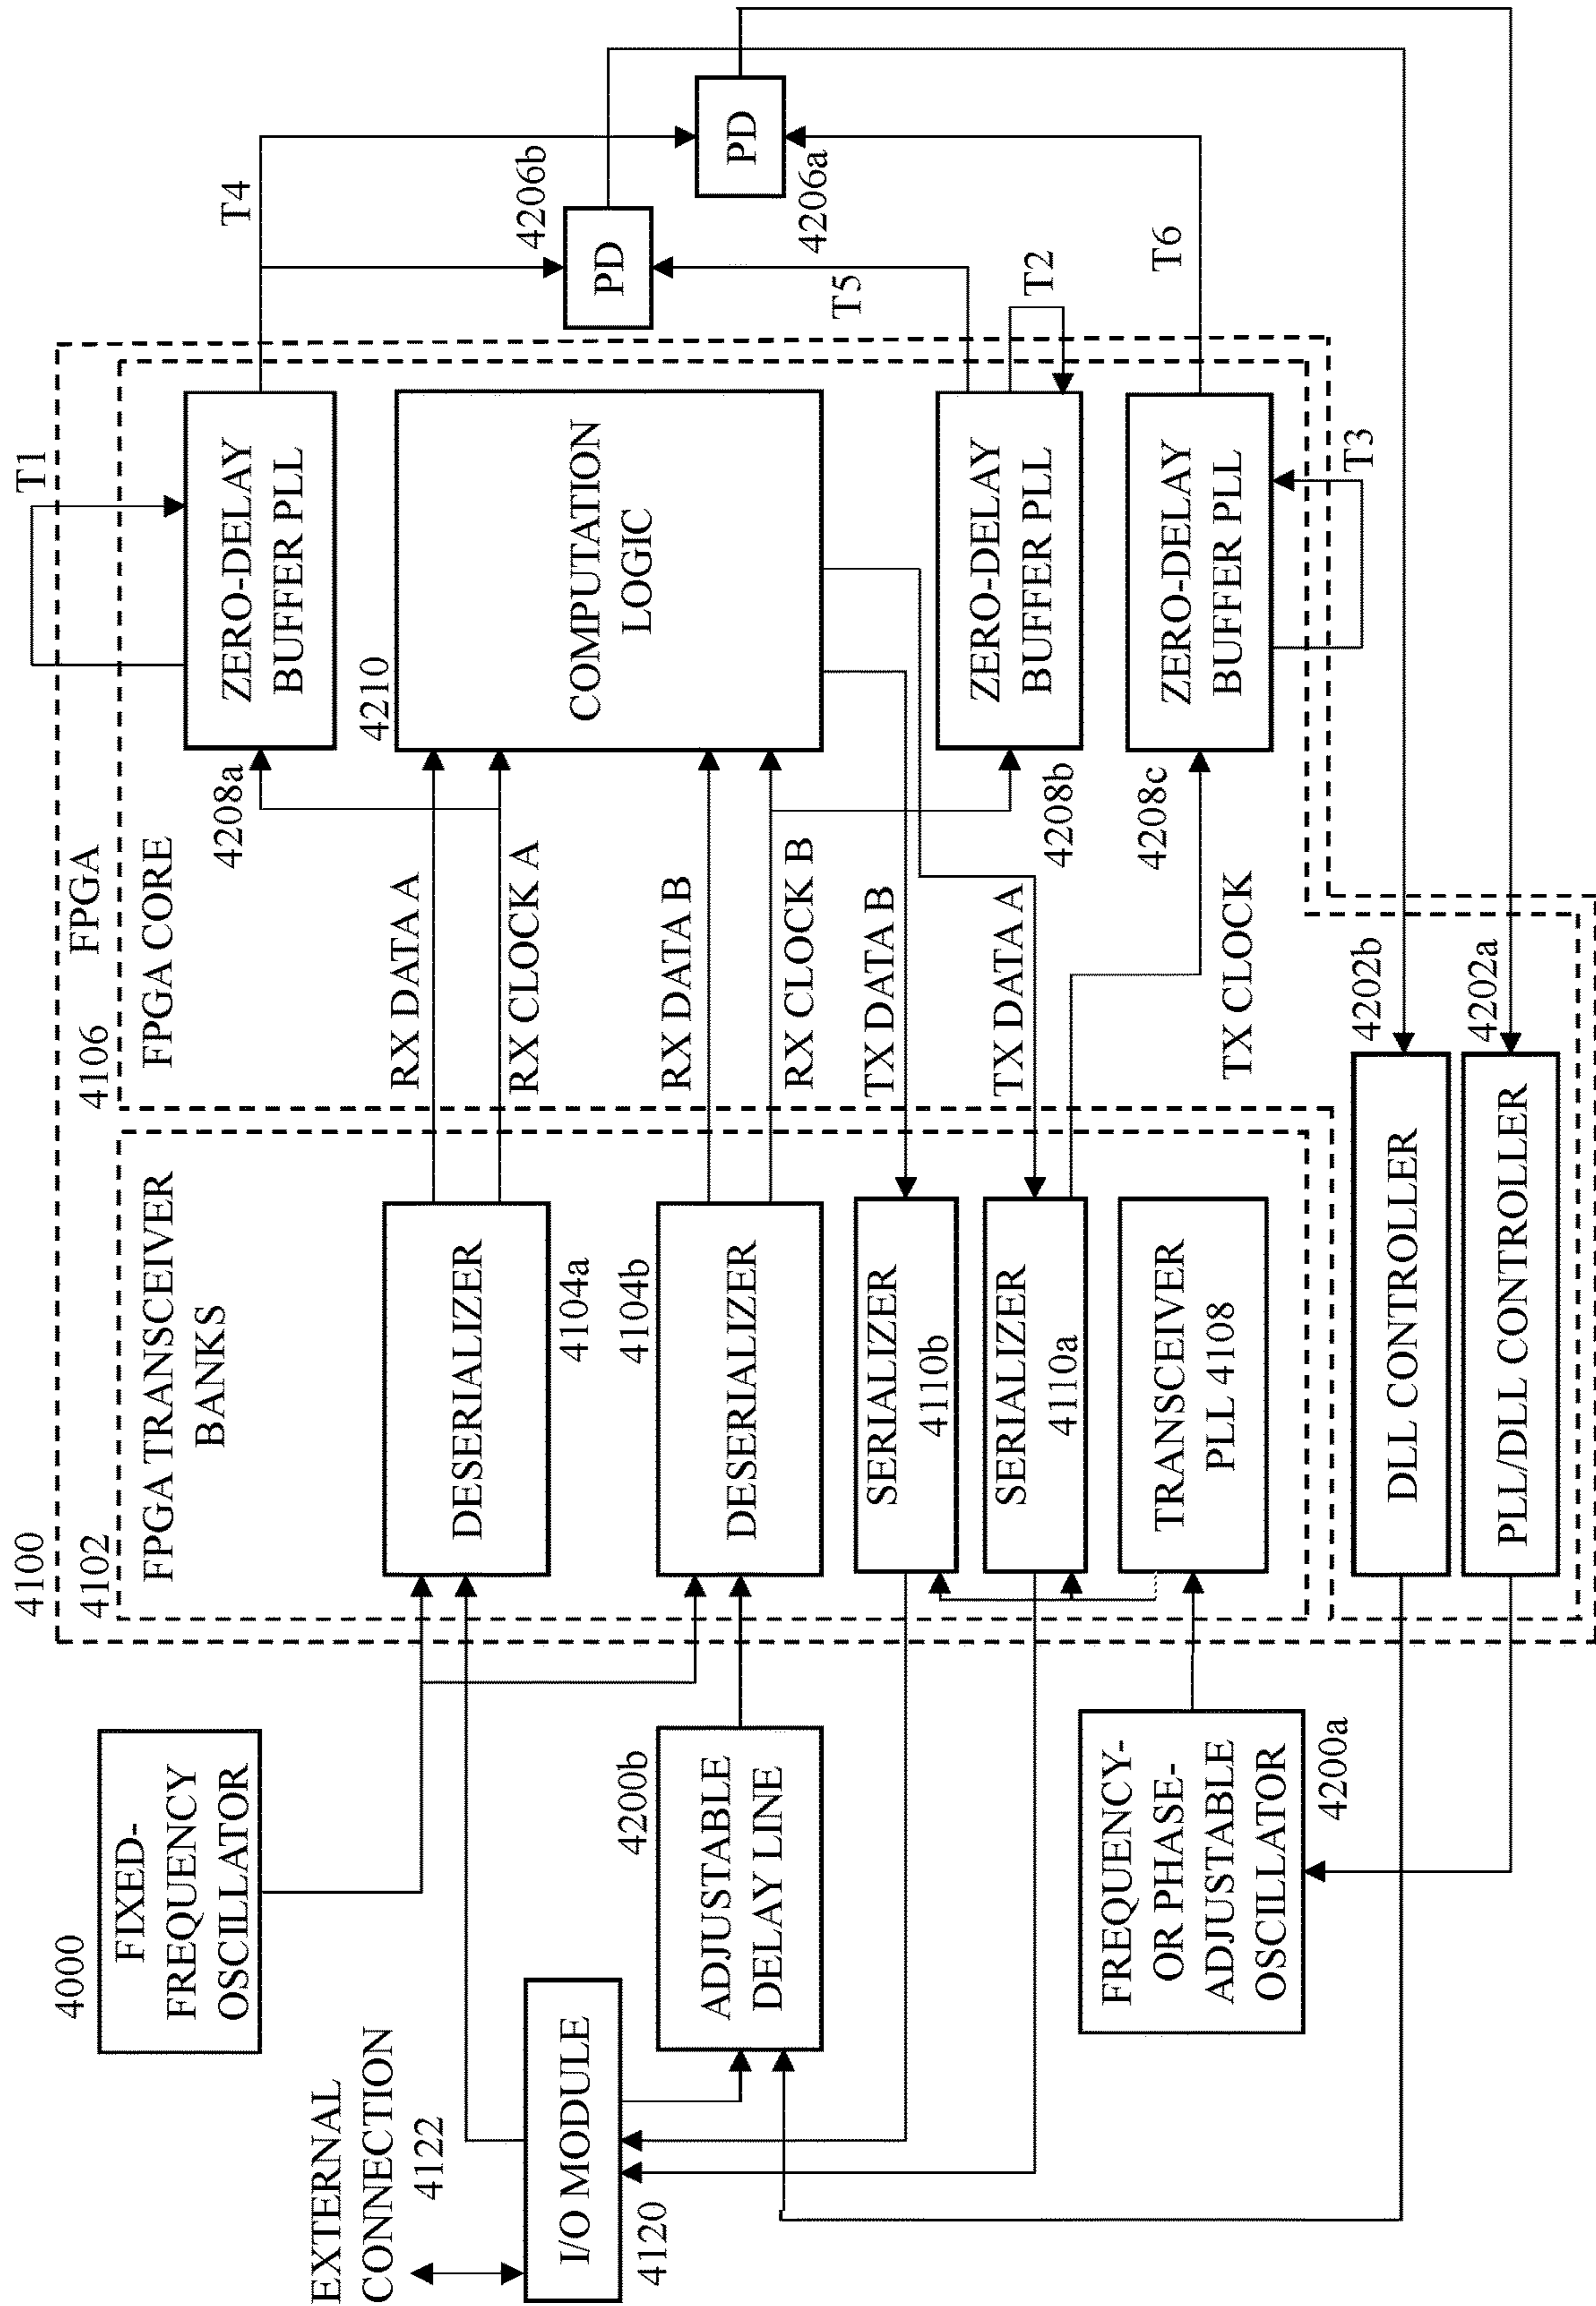 4100
4102
FPGA TRANSCEIVER
BANKS
4106
FPGA
FPGA CORE
4000
FIXED-
FREQUENCY
OSCILLATOR
EXTERNAL
CONNECTION
4122
I/O MODULE
4120
4200b
ADJUSTABLE
DELAY LINE
FREQUENCY-
OR PHASE-
ADJUSTABLE
OSCILLATOR
4200a
DESERIALIZER
4104a
4104b
DESERIALIZER
SERIALIZER
4110b
SERIALIZER
4110a
TRANSCEIVER
PLL 4108
DLL CONTROLLER
4202b
PLL/DLL CONTROLLER
4202a
RX DATA A
RX CLOCK A
RX DATA B
RX CLOCK B
TX DATA B
TX DATA A
TX CLOCK
4208a
ZERO-DELAY
BUFFER PLL
T1
4210
COMPUTATION
LOGIC
4208b
ZERO-DELAY
BUFFER PLL
T2
4208c
ZERO-DELAY
BUFFER PLL
T3
T4
T5
T6
4206b
PD
PD
4206a